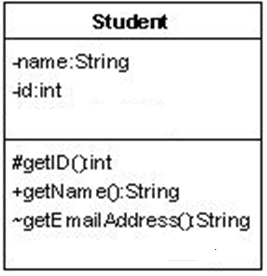 Student
-name:String
-id:int
#getID():int
+getName():String
~getEmailAddress():String